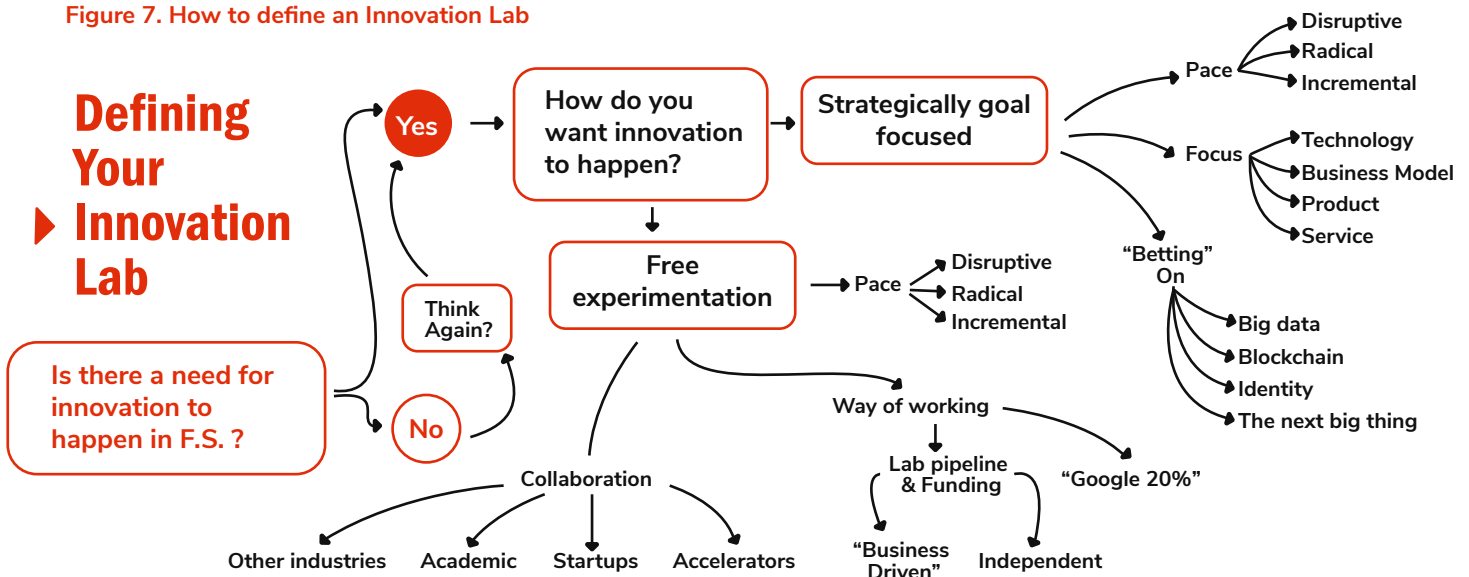 Figure 7. How to define an Innovation Lab
Defining
Your
Innovation
Lab
Is there a need for
innovation to
happen in F.S. ?
Yes
No
Think
Again?
How do you
want innovation
to happen?
Strategically goal
focused
Pace
Disruptive
Radical
Incremental
Focus
Technology
Business Model
Product
Service
“Betting”
On
Big data
Blockchain
Identity
The next big thing
Free
experimentation
Pace
Disruptive
Radical
Incremental
Way of working
Lab pipeline
& Funding
“Google 20%”
“Business
Driven”
Independent
Collaboration
Other industries
Academic
Startups
Accelerators